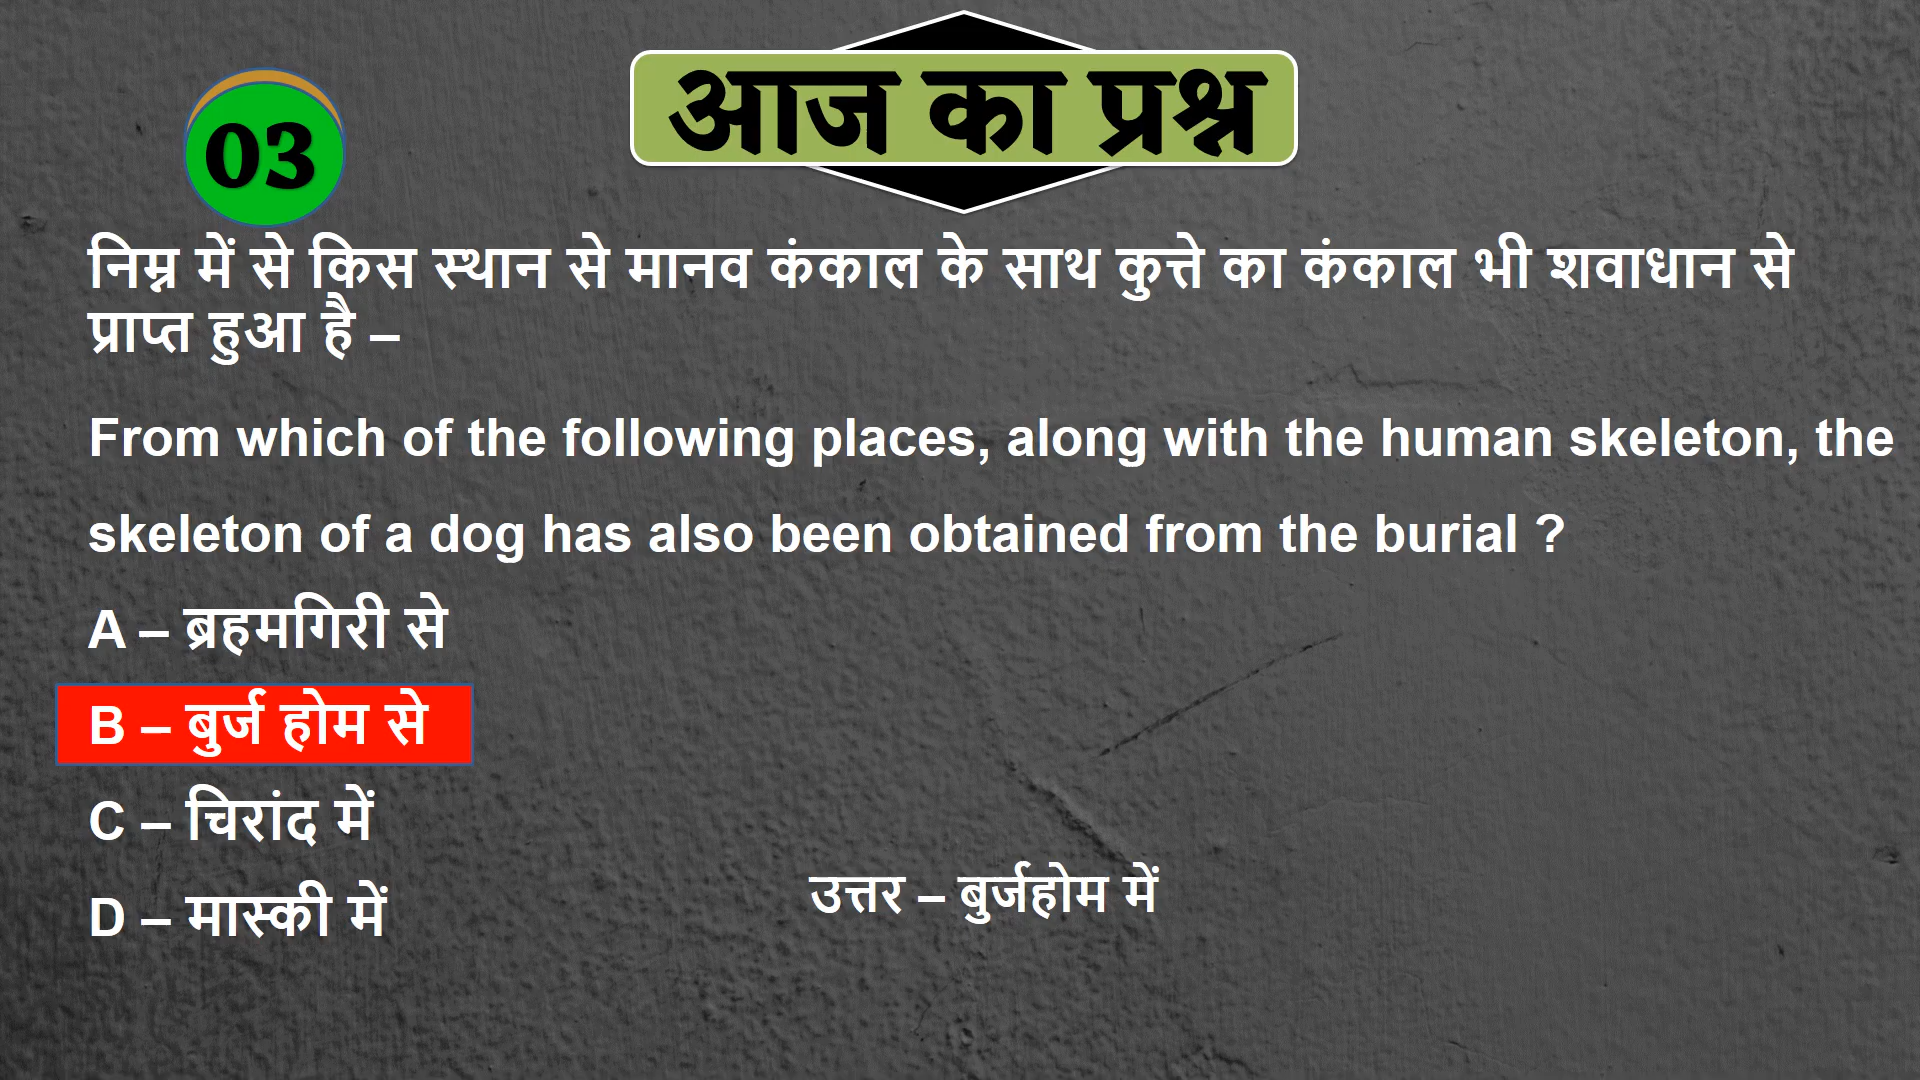 आज का प्रश्न
03
निम्न में से किस स्थान से मानव कंकाल के साथ कुत्ते का कंकाल भी शवाधान से
प्राप्त हुआ है –
From which of the following places, along with the human skeleton, the
skeleton of a dog has also been obtained from the burial ?
A – ब्रहमगिरी से
B – बुर्ज होम से
C – चिरांद में
D – मास्की में
उत्तर – बुर्जहोम में